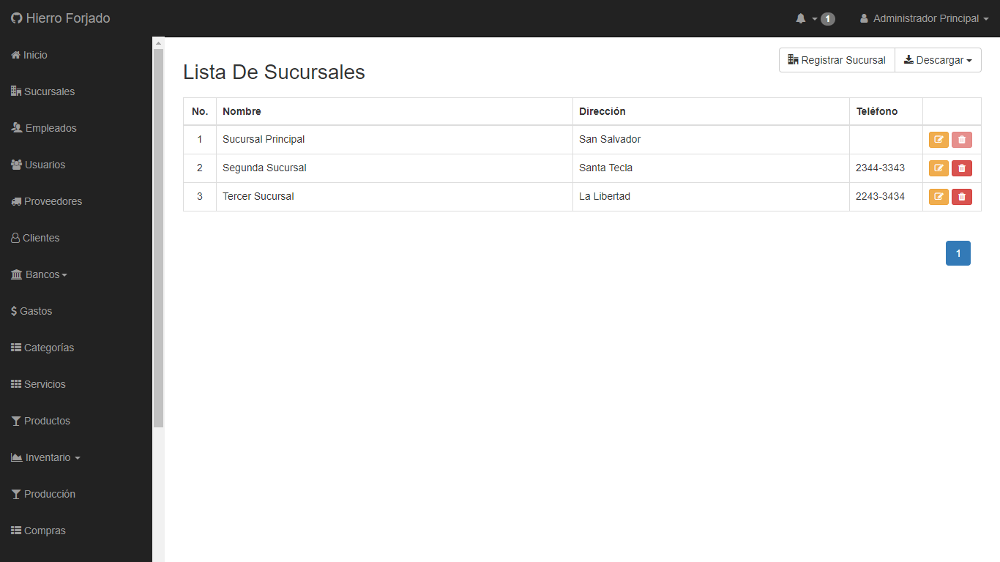 Hierro Forjado
1
Administrador Principal
Inicio
Sucursales
Empleados
Usuarios
Proveedores
Clientes
Bancos
Gastos
Categorías
Servicios
Productos
Inventario
Producción
Compras
Lista De Sucursales
Registrar Sucursal
Descargar
No. Nombre Dirección Teléfono
1 Sucursal Principal San Salvador
2 Segunda Sucursal Santa Tecla 2344-3343
3 Tercer Sucursal La Libertad 2243-3434
1